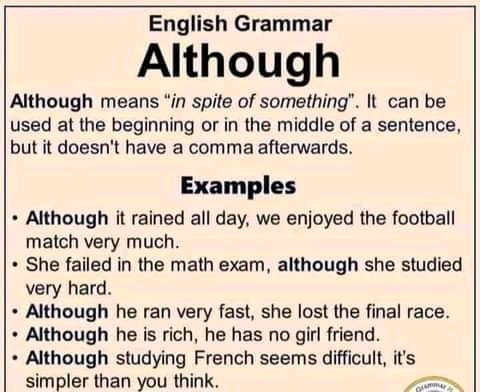 English Grammar
Although
Although means "in spite of something". It can be
used at the beginning or in the middle of a sentence,
but it doesn't have a comma afterwards.
Examples
• Although it rained all day, we enjoyed the football
match very much.
• She failed in the math exam, although she studied
very hard.
• Although he ran very fast, she lost the final race.
• Although he is rich, he has no girl friend.
• Although studying French seems difficult, it's
simpler than you think.
Grammar